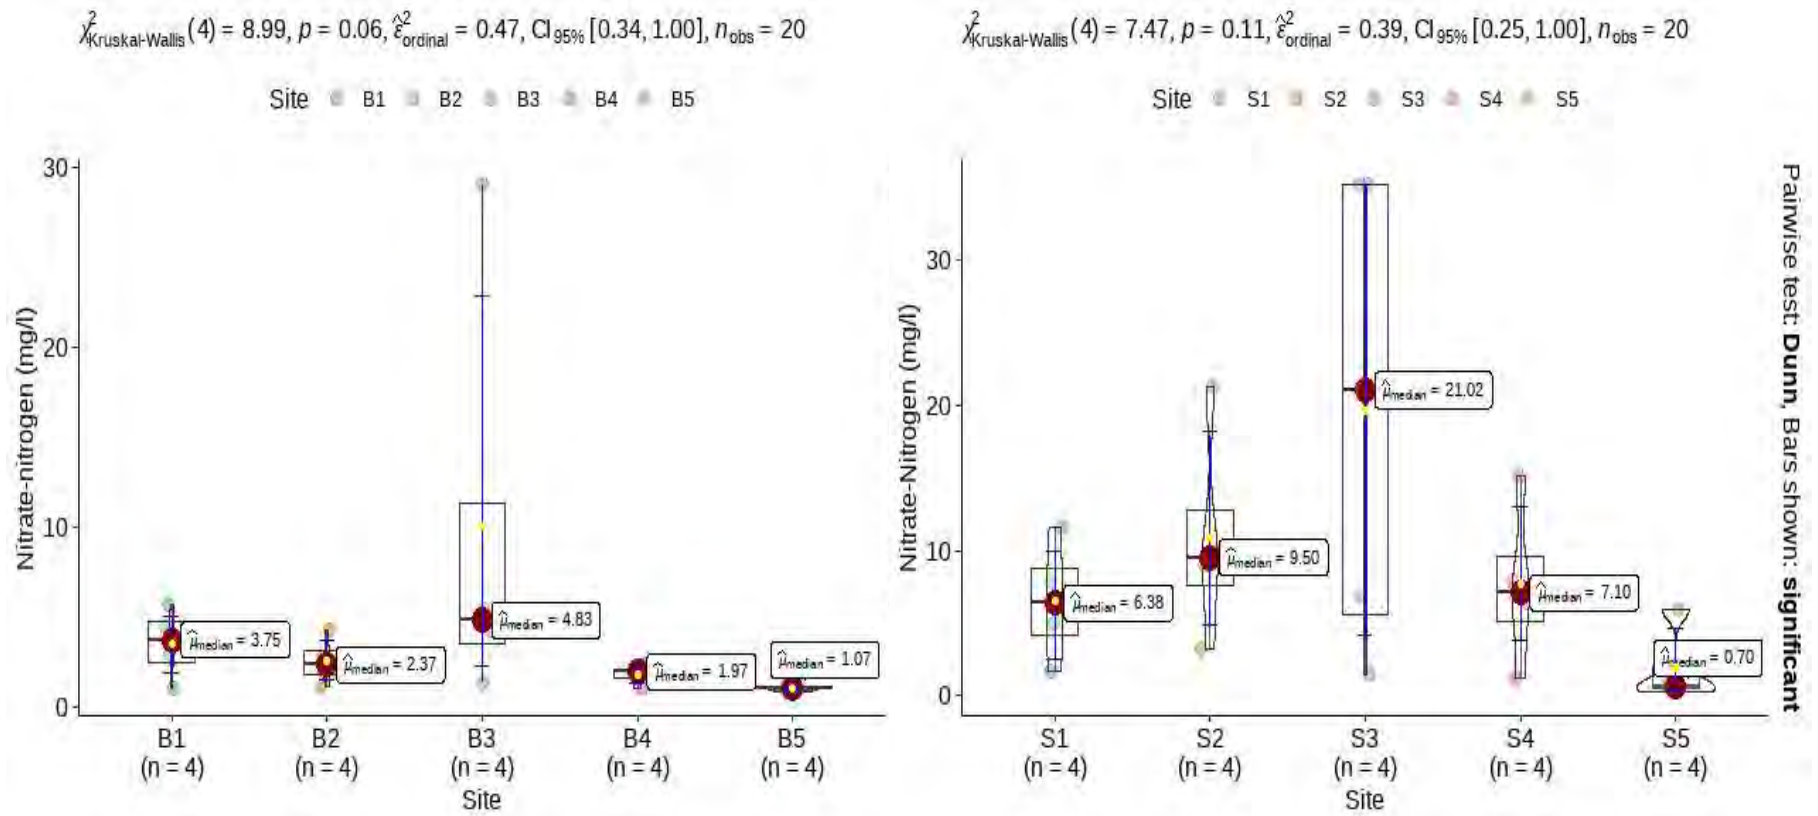 χ²Kruskal-Wallis(4) = 8.99, p = 0.06, ε̂²ordinal = 0.47, CI95% [0.34, 1.00], nobs = 20
Site B1 B2 B3 B4 B5
Nitrate-nitrogen (mg/l)
30
20
10
0
μ̂median = 3.75
μ̂median = 2.37
μ̂median = 4.83
μ̂median = 1.97
μ̂median = 1.07
B1 B2 B3 B4 B5
(n = 4) (n = 4) (n = 4) (n = 4) (n = 4)
Site
χ²Kruskal-Wallis(4) = 7.47, p = 0.11, ε̂²ordinal = 0.39, CI95% [0.25, 1.00], nobs = 20
Site S1 S2 S3 S4 S5
Nitrate-Nitrogen (mg/l)
30
20
10
0
μ̂median = 6.38
μ̂median = 9.50
μ̂median = 21.02
μ̂median = 7.10
μ̂median = 0.70
S1 S2 S3 S4 S5
(n = 4) (n = 4) (n = 4) (n = 4) (n = 4)
Site
Pairwise test: Dunn, Bars shown: significant